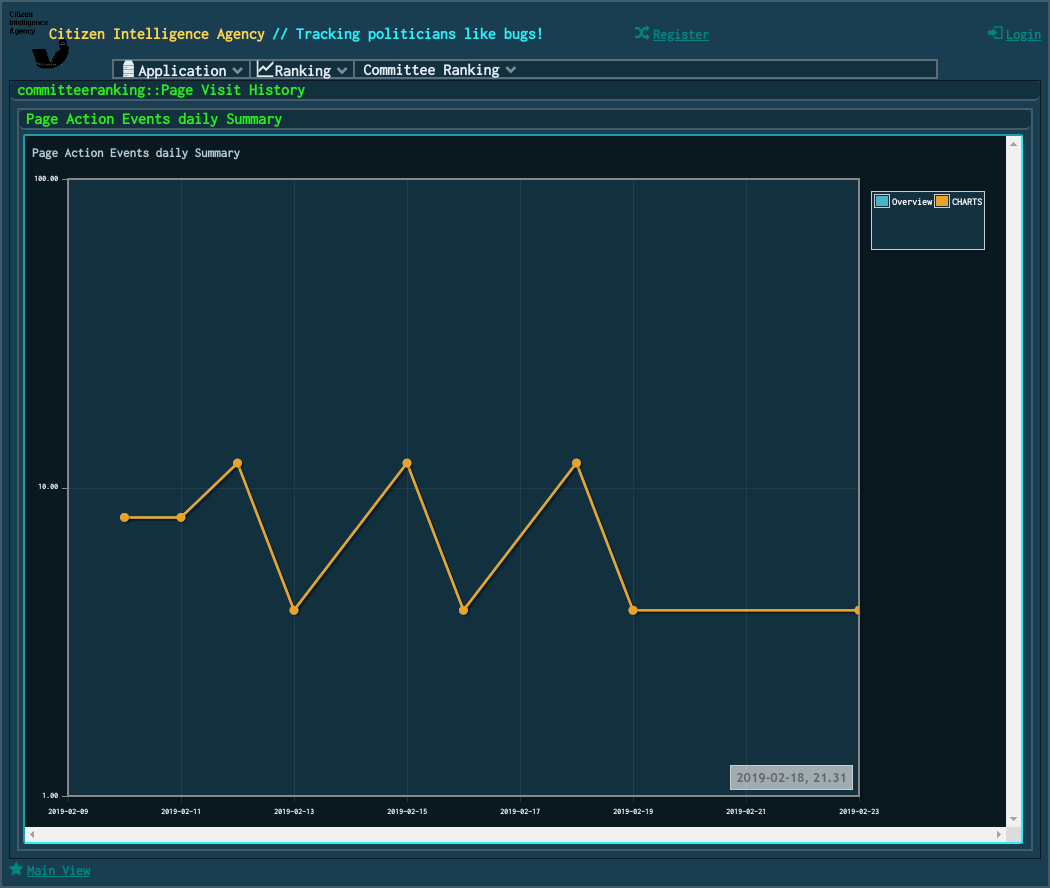 Citizen
Intelligence
Agency
Citizen Intelligence Agency // Tracking politicians like bugs!
Register
Login
Application
Ranking
Committee Ranking
committeeranking::Page Visit History
Page Action Events daily Summary
Page Action Events daily Summary
100.00
Overview CHARTS
10.00
2019-02-18, 21.31
1.00
2019-02-09 2019-02-11 2019-02-13 2019-02-15 2019-02-17 2019-02-19 2019-02-21 2019-02-23
Main View